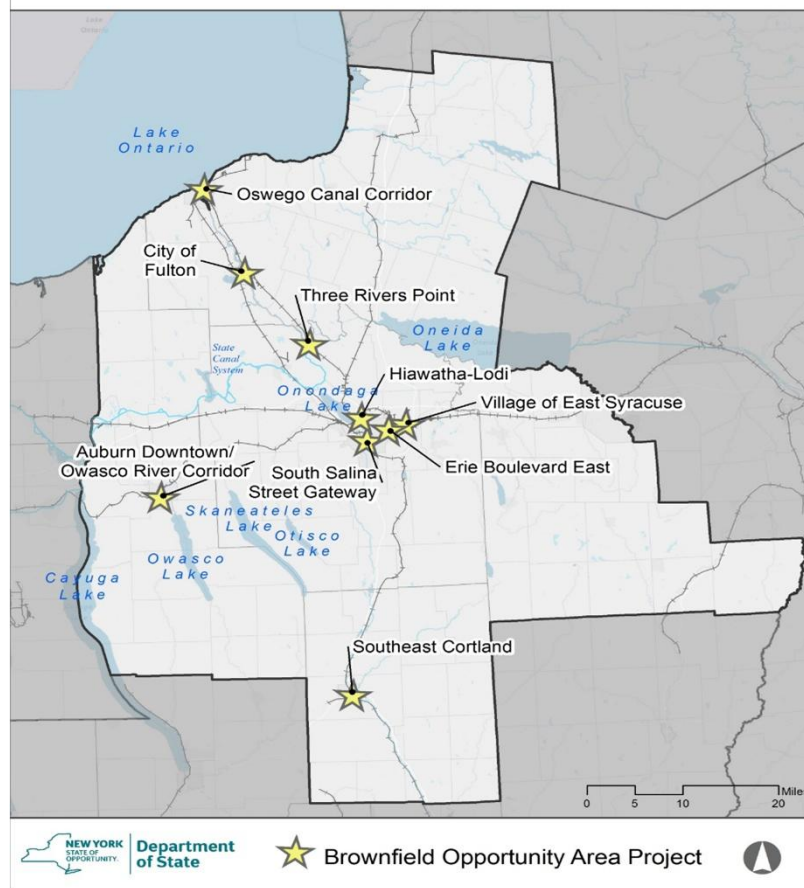 Lake
Ontario
Lake
Ontario
Oswego Canal Corridor
City of
Fulton
Three Rivers Point
Oneida
Lake
State
Canal
System
Onondaga
Lake
Hiawatha-Lodi
Village of East Syracuse
Auburn Downtown/
Owasco River Corridor
South Salina
Street Gateway
Erie Boulevard East
Skaneateles
Lake
Otisco
Lake
Owasco
Lake
Cayuga
Lake
Southeast Cortland
Miles
0 5 10 20
NEW YORK
STATE OF
OPPORTUNITY.
Department
of State
Brownfield Opportunity Area Project